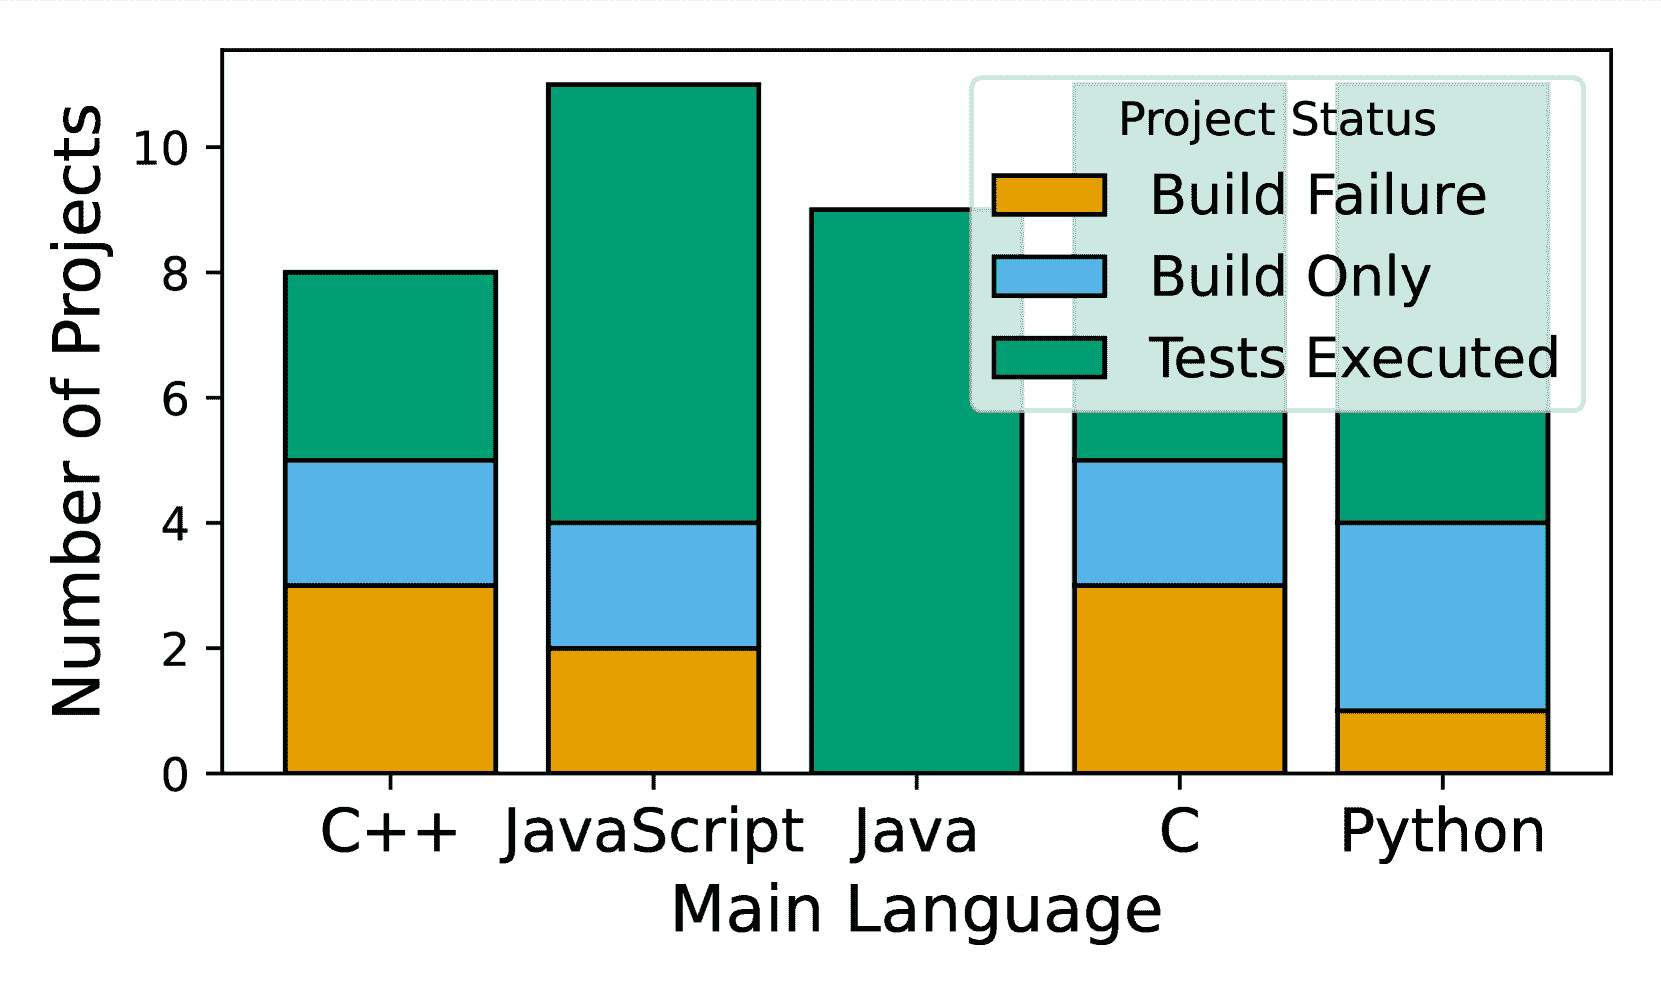 Number of Projects
10
8
6
4
2
0
Project Status
Build Failure
Build Only
Tests Executed
C++ JavaScript Java C Python
Main Language